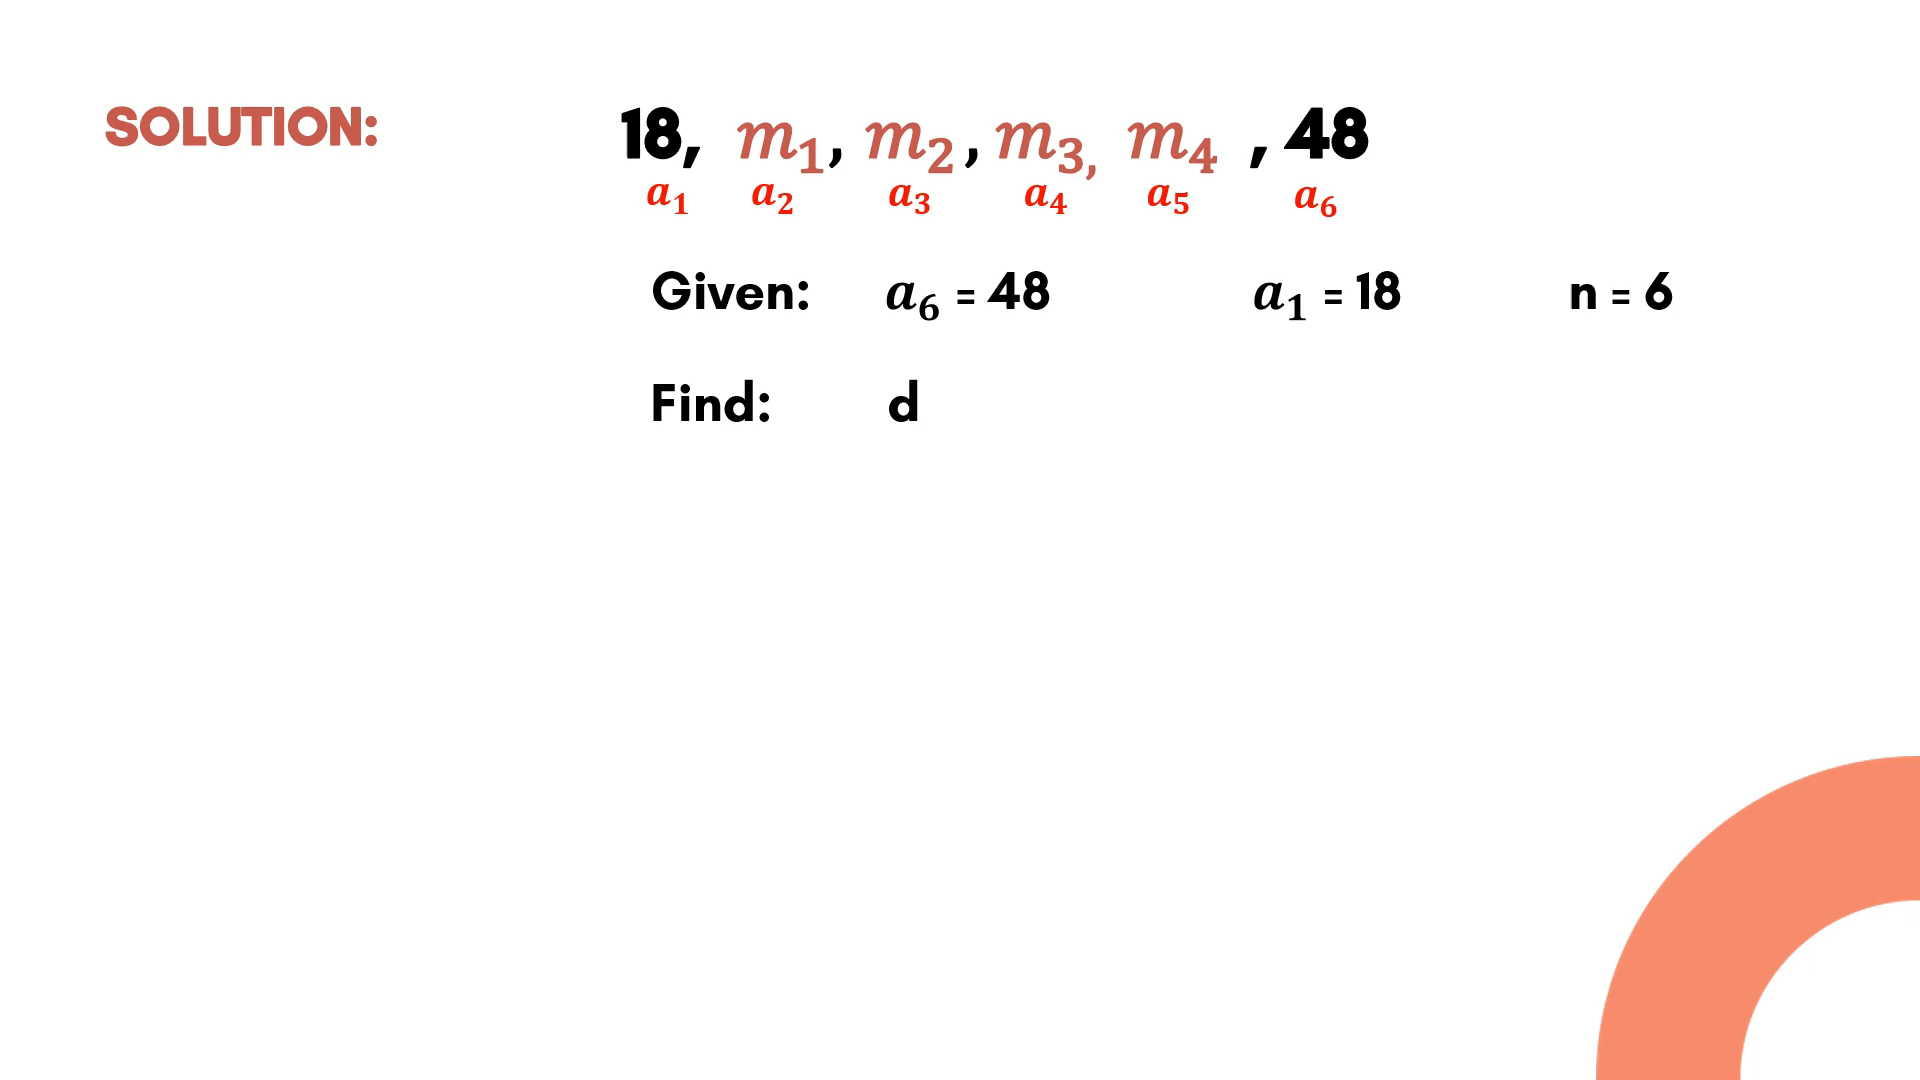 SOLUTION: 18, m₁, m₂, m₃, m₄ , 48
a₁ a₂ a₃ a₄ a₅ a₆
Given: a₆ = 48 a₁ = 18 n = 6
Find: d